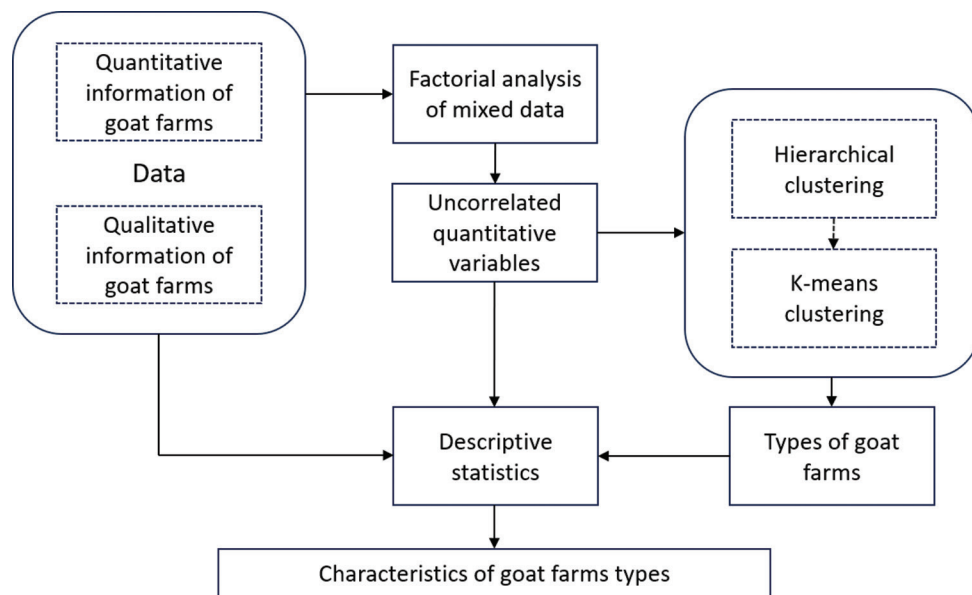 Quantitative
information of
goat farms
Data
Qualitative
information of
goat farms
Factorial analysis
of mixed data
Uncorrelated
quantitative
variables
Hierarchical
clustering
K-means
clustering
Descriptive
statistics
Types of goat
farms
Characteristics of goat farms types